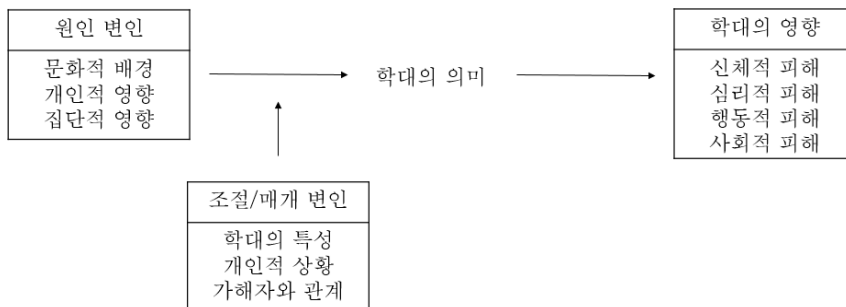 원인 변인
문화적 배경
개인적 영향
집단적 영향
학대의 의미
학대의 영향
신체적 피해
심리적 피해
행동적 피해
사회적 피해
조절/매개 변인
학대의 특성
개인적 상황
가해자와 관계